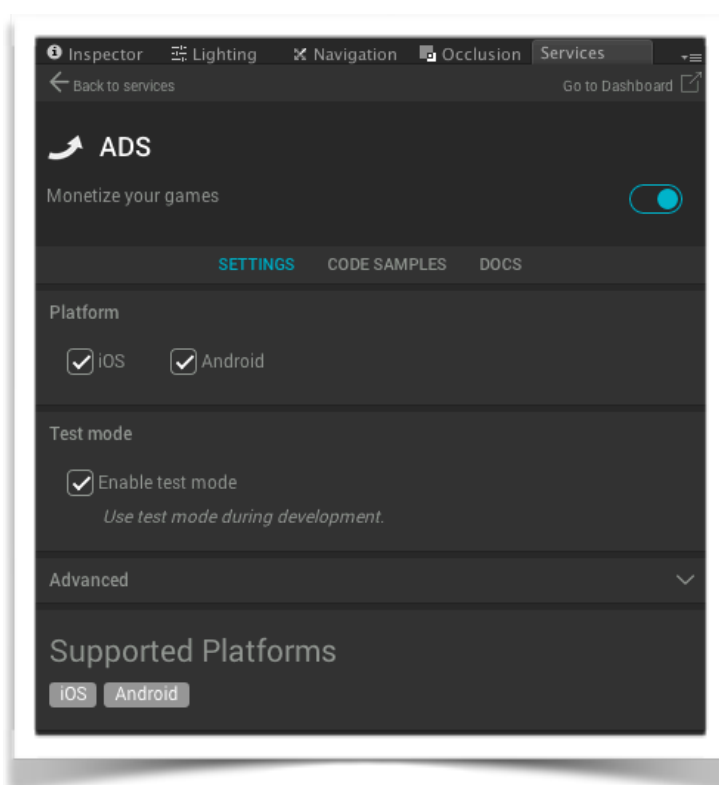 Inspector Lighting Navigation Occlusion Services
Back to services Go to Dashboard
ADS
Monetize your games
SETTINGS CODE SAMPLES DOCS
Platform
iOS Android
Test mode
Enable test mode
Use test mode during development.
Advanced
Supported Platforms
iOS Android